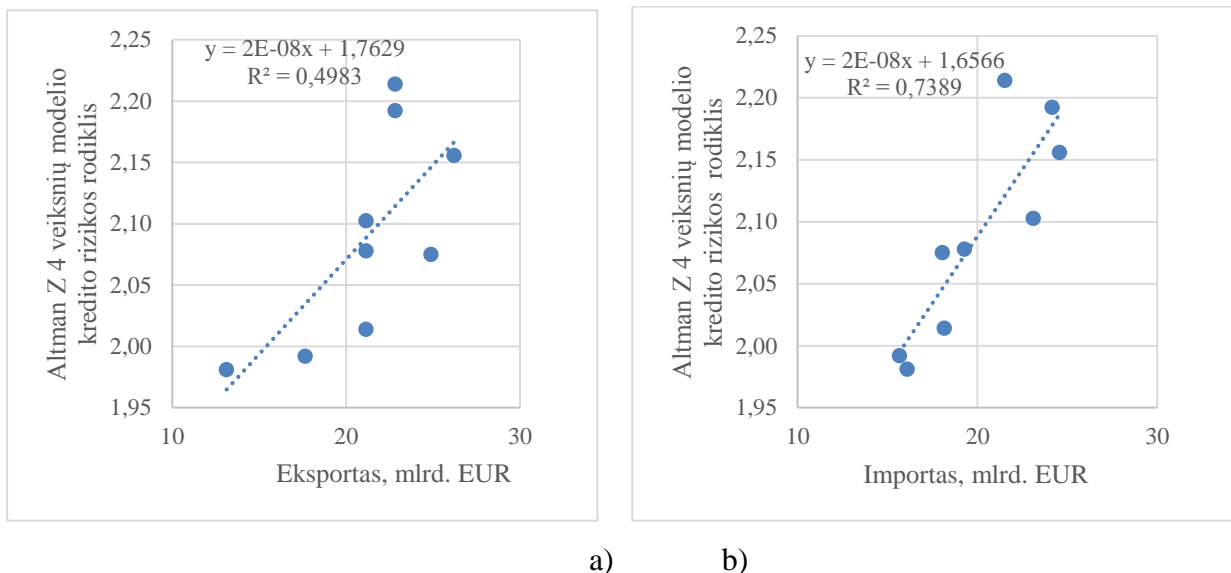 2,25
2,20
2,15
2,10
2,05
2,00
1,95
y = 2E-08x + 1,7629
R² = 0,4983
10 20 30
Altman Z 4 veiksnių modelio
kredito rizikos rodiklis
Eksportas, mlrd. EUR
2,25
2,20
2,15
2,10
2,05
2,00
1,95
y = 2E-08x + 1,6566
R² = 0,7389
10 20 30
Altman Z 4 veiksnių modelio
kredito rizikos rodiklis
Importas, mlrd. EUR
a) b)